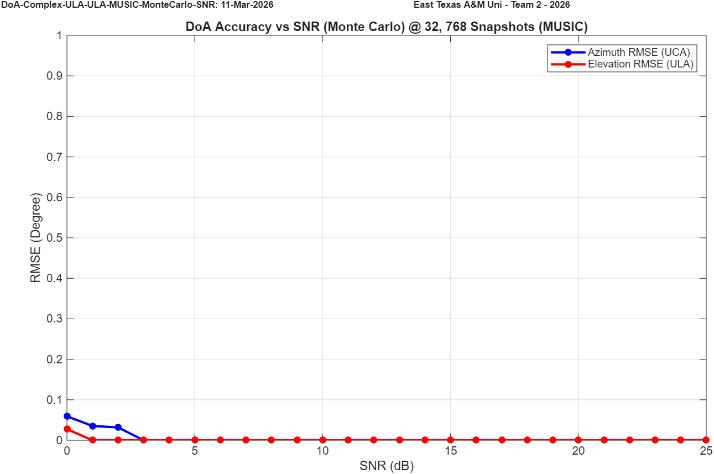 DoA-Complex-ULA-ULA-MUSIC-MonteCarlo-SNR: 11-Mar-2026
East Texas A&M Uni - Team 2 - 2026
DoA Accuracy vs SNR (Monte Carlo) @ 32, 768 Snapshots (MUSIC)
Azimuth RMSE (UCA)
Elevation RMSE (ULA)
RMSE (Degree)
1
0.9
0.8
0.7
0.6
0.5
0.4
0.3
0.2
0.1
0
0
5
10
15
20
25
SNR (dB)